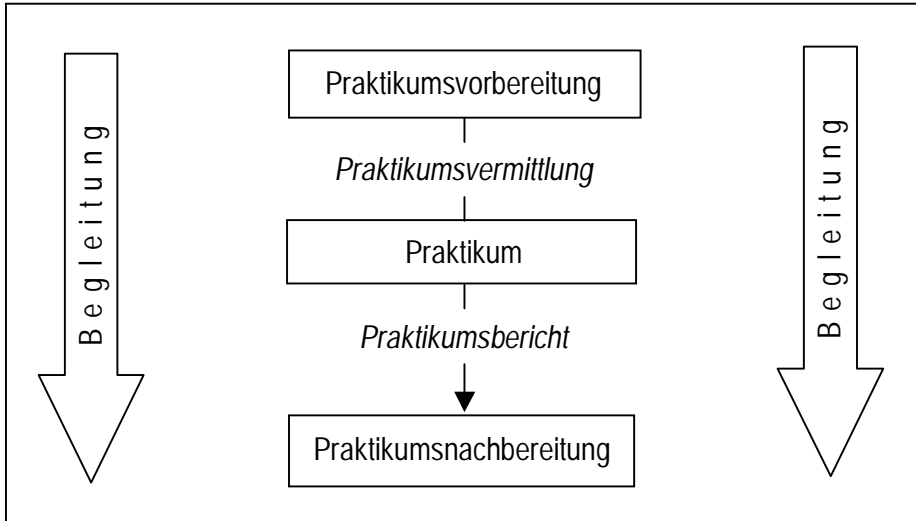 Begleitung
Praktikumsvorbereitung
Praktikumsvermittlung
Praktikum
Praktikumsbericht
Praktikumsnachbereitung
Begleitung